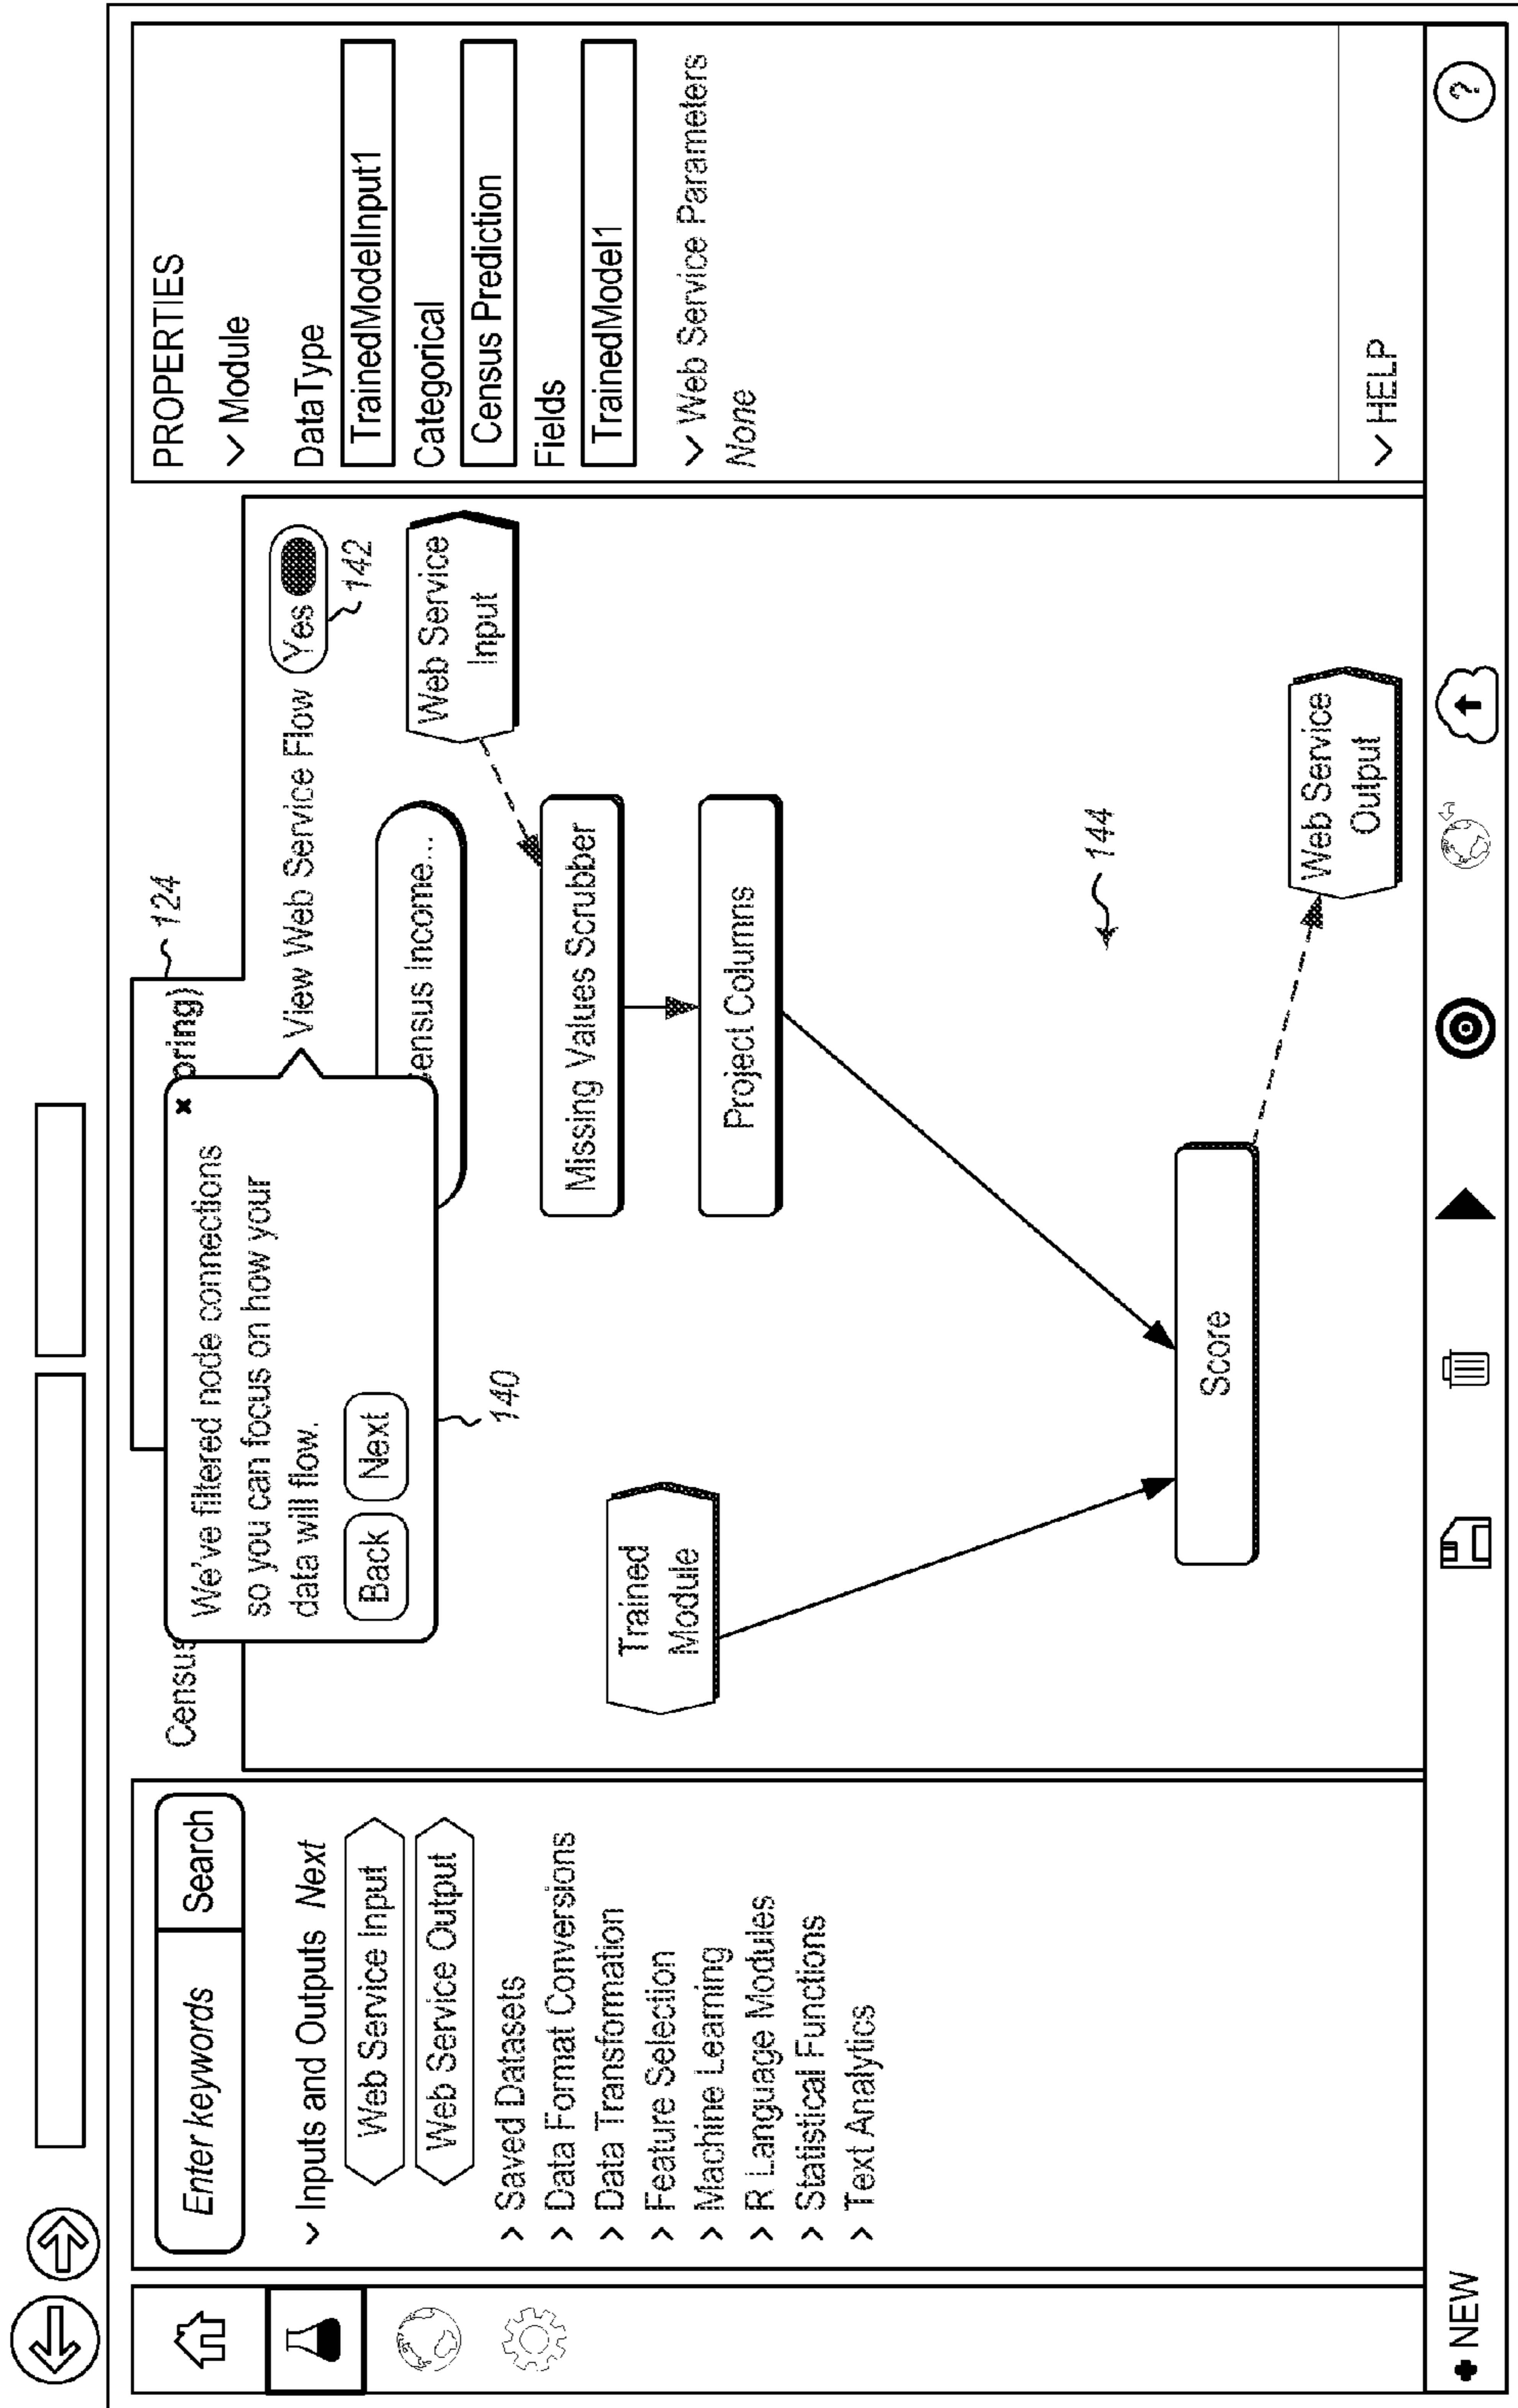 Enter keywords
Search
Inputs and Outputs Next
Web Service Input
Web Service Output
Saved Datasets
Data Format Conversions
Data Transformation
Feature Selection
Machine Learning
R Language Modules
Statistical Functions
Text Analytics
Census
oring)
124
We've filtered node connections
so you can focus on how your
data will flow.
Back
Next
140
View Web Service Flow
Yes
142
ensus Income...
Web Service
Input
Missing Values Scrubber
Project Columns
Trained
Module
144
Score
Web Service
Output
PROPERTIES
Module
DataType
TrainedModelInput1
Categorical
Census Prediction
Fields
TrainedModel1
Web Service Parameters
None
HELP
NEW
?